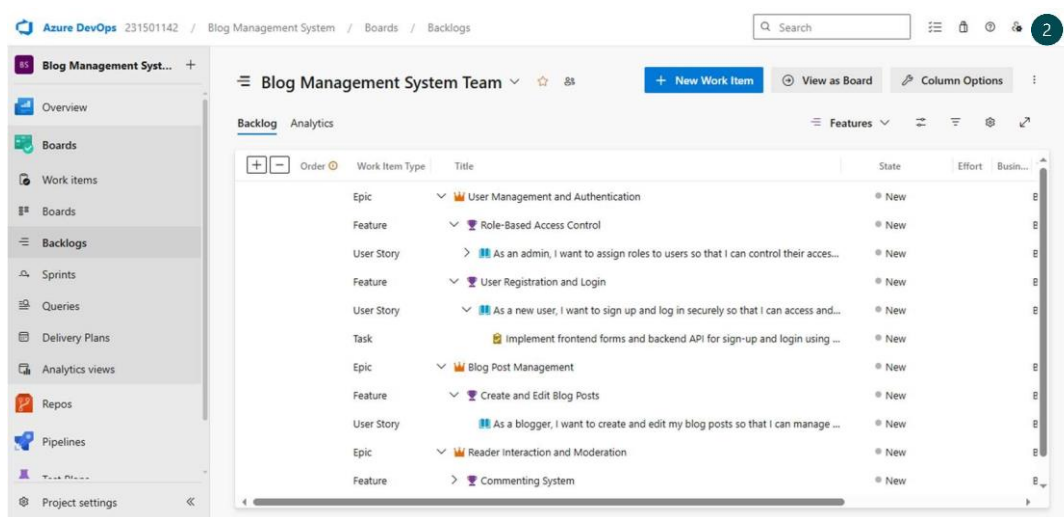 Azure DevOps 231501142 / Blog Management System / Boards / Backlogs Search 2
BS Blog Management Syst... +
Overview
Boards
Work items
Boards
Backlogs
Sprints
Queries
Delivery Plans
Analytics views
Repos
Pipelines
Test Plans
Project settings
Blog Management System Team
+ New Work Item View as Board Column Options
Backlog Analytics Features
Order Work Item Type Title State Effort Busin...
Epic User Management and Authentication New B
Feature Role-Based Access Control New B
User Story As an admin, I want to assign roles to users so that I can control their acces... New B
Feature User Registration and Login New B
User Story As a new user, I want to sign up and log in securely so that I can access and... New B
Task Implement frontend forms and backend API for sign-up and login using ... New
Epic Blog Post Management New B
Feature Create and Edit Blog Posts New B
User Story As a blogger, I want to create and edit my blog posts so that I can manage ... New B
Epic Reader Interaction and Moderation New B
Feature Commenting System New B